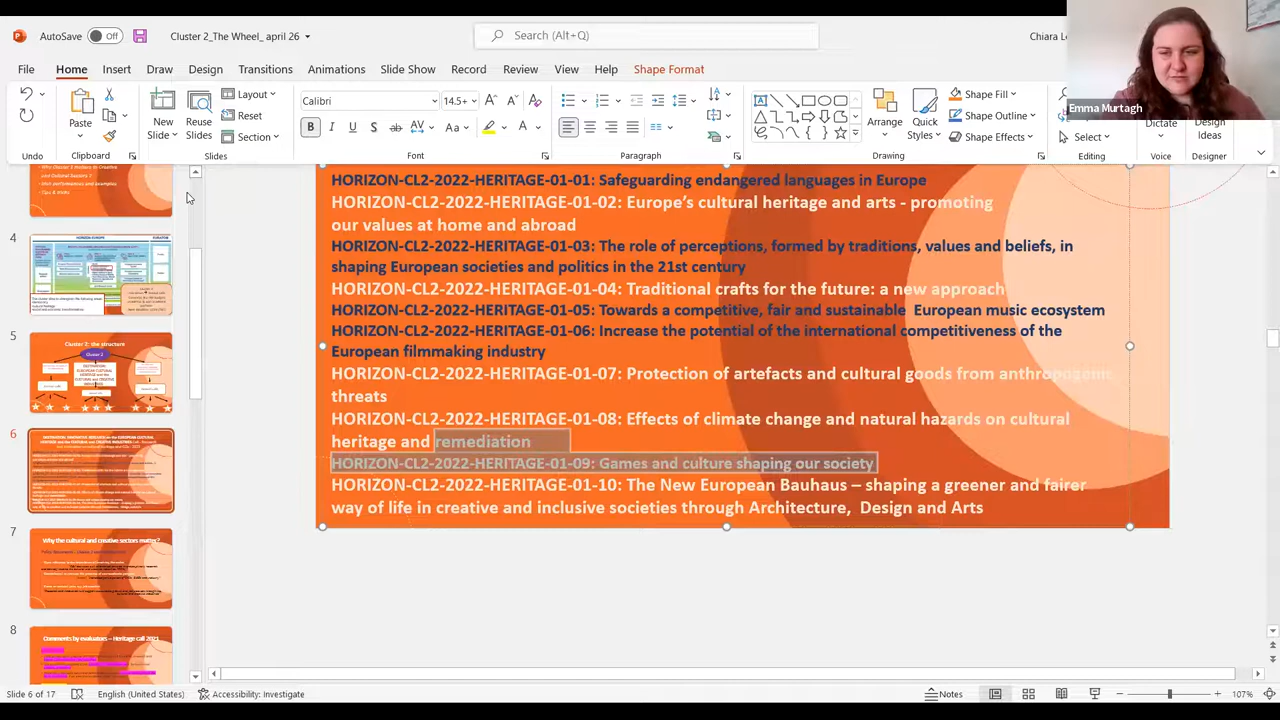 AutoSave Off Cluster 2_The Wheel_ april 26 Search (Alt+Q) Chiara Le
File Home Insert Draw Design Transitions Animations Slide Show Record Review View Help Shape Format
Emma Murtagh
Paste New Slide Reuse Slides Layout Reset Section
Calibri 14.5+
Arrange Quick Styles Shape Fill Shape Outline Shape Effects Select Dictate Design Ideas
Undo Clipboard Slides Font Paragraph Drawing Editing Voice Designer
4
5
Cluster 2: the structure
6
7
Why the cultural and creative sectors matter?
8
Comments by evaluators – Heritage call 2021
HORIZON-CL2-2022-HERITAGE-01-01: Safeguarding endangered languages in Europe
HORIZON-CL2-2022-HERITAGE-01-02: Europe's cultural heritage and arts - promoting
our values at home and abroad
HORIZON-CL2-2022-HERITAGE-01-03: The role of perceptions, formed by traditions, values and beliefs, in
shaping European societies and politics in the 21st century
HORIZON-CL2-2022-HERITAGE-01-04: Traditional crafts for the future: a new approach
HORIZON-CL2-2022-HERITAGE-01-05: Towards a competitive, fair and sustainable European music ecosystem
HORIZON-CL2-2022-HERITAGE-01-06: Increase the potential of the international competitiveness of the
European filmmaking industry
HORIZON-CL2-2022-HERITAGE-01-07: Protection of artefacts and cultural goods from anthropogenic
threats
HORIZON-CL2-2022-HERITAGE-01-08: Effects of climate change and natural hazards on cultural
heritage and remediation
HORIZON-CL2-2022-HERITAGE-01-09: Games and culture shaping our society
HORIZON-CL2-2022-HERITAGE-01-10: The New European Bauhaus – shaping a greener and fairer
way of life in creative and inclusive societies through Architecture, Design and Arts
Slide 6 of 17 English (United States) Accessibility: Investigate Notes 107%